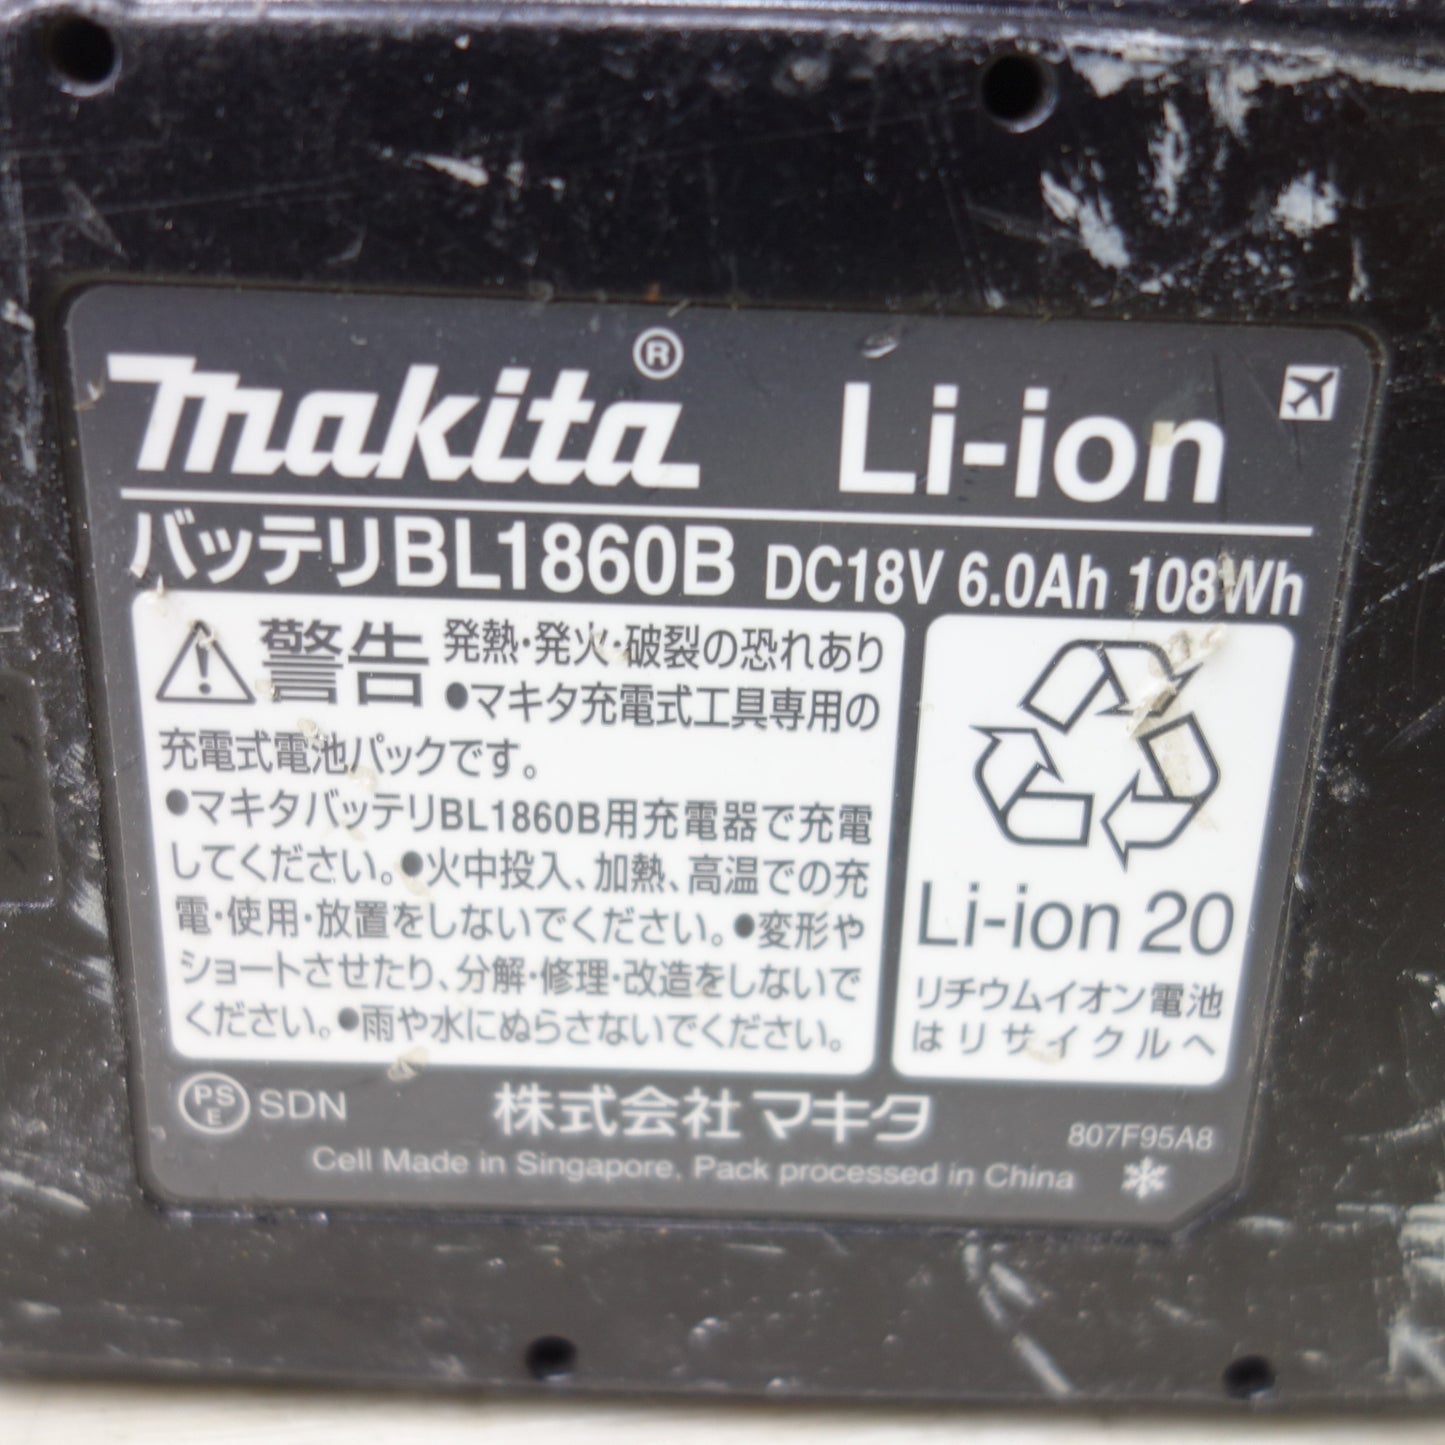 makita® Li-ion
バッテリBL1860B DC18V 6.0Ah 108Wh
警告 発熱・発火・破裂の恐れあり
●マキタ充電式工具専用の
充電式電池パックです。
●マキタバッテリBL1860B用充電器で充電
してください。●火中投入、加熱、高温での充
電・使用・放置をしないでください。●変形や
ショートさせたり、分解・修理・改造をしないで
ください。●雨や水にぬらさないでください。
Li-ion 20
リチウムイオン電池
はリサイクルへ
PSE SDN 株式会社マキタ 807F95A8
Cell Made in Singapore, Pack processed in China